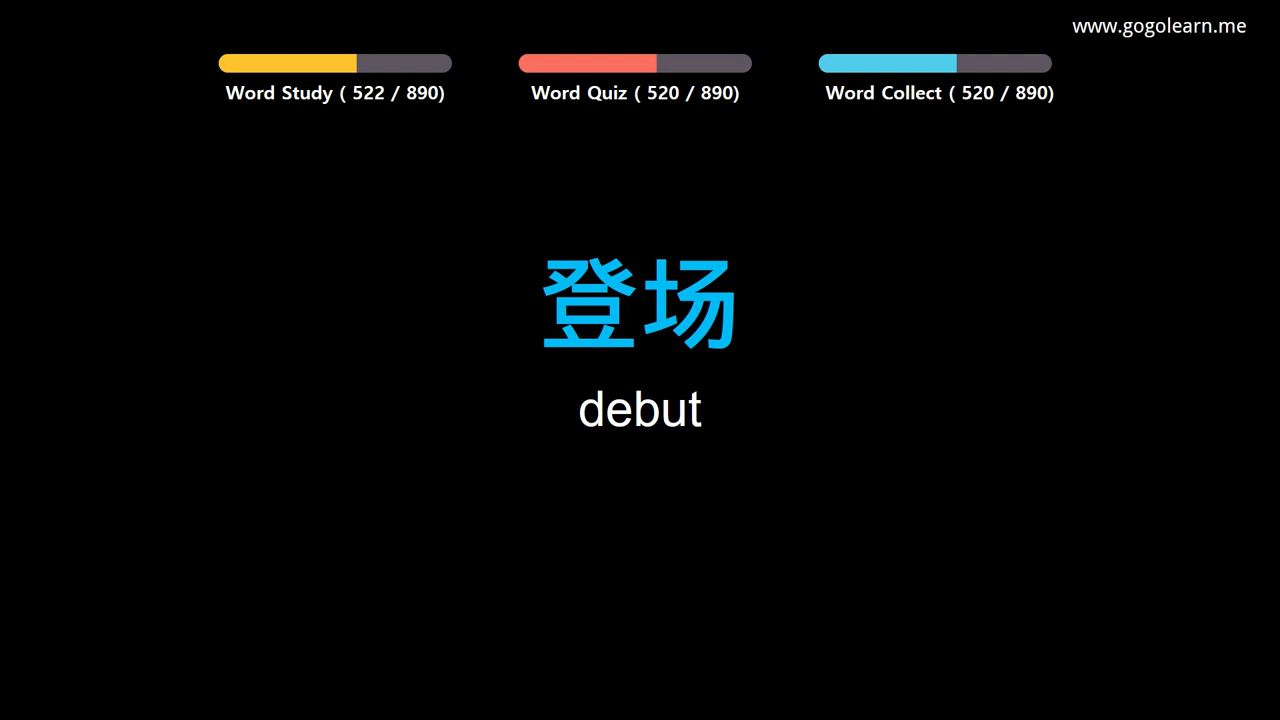 www.gogolearn.me
Word Study ( 522 / 890)
Word Quiz ( 520 / 890)
Word Collect ( 520 / 890)
登场
debut